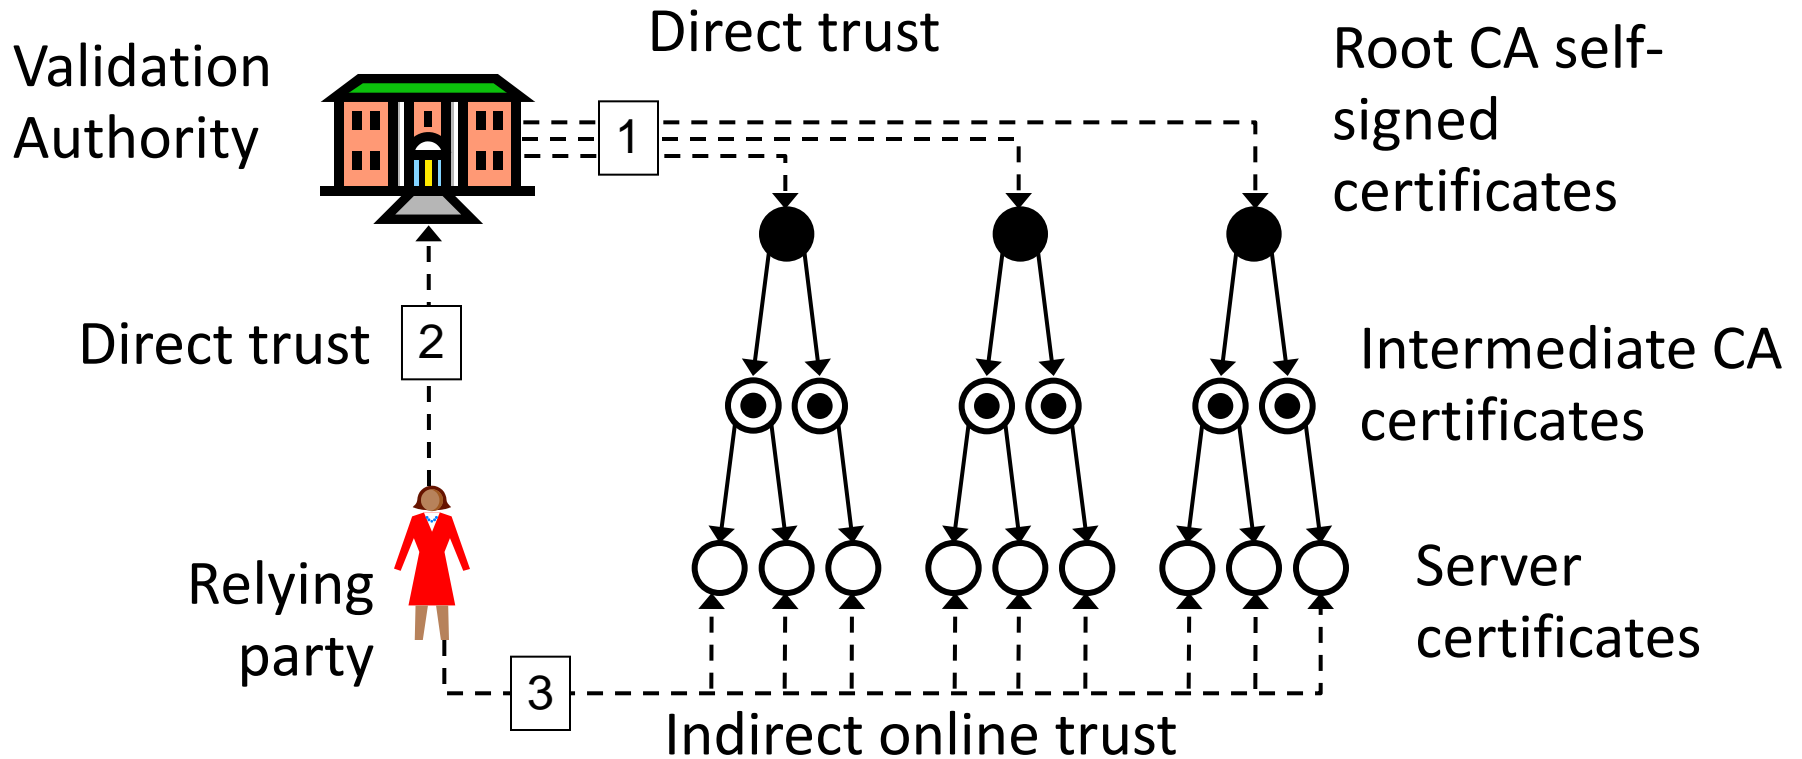 Direct trust
Validation
Authority
Root CA self-
signed
certificates
1
Direct trust
2
Intermediate CA
certificates
Relying
party
Server
certificates
3
Indirect online trust